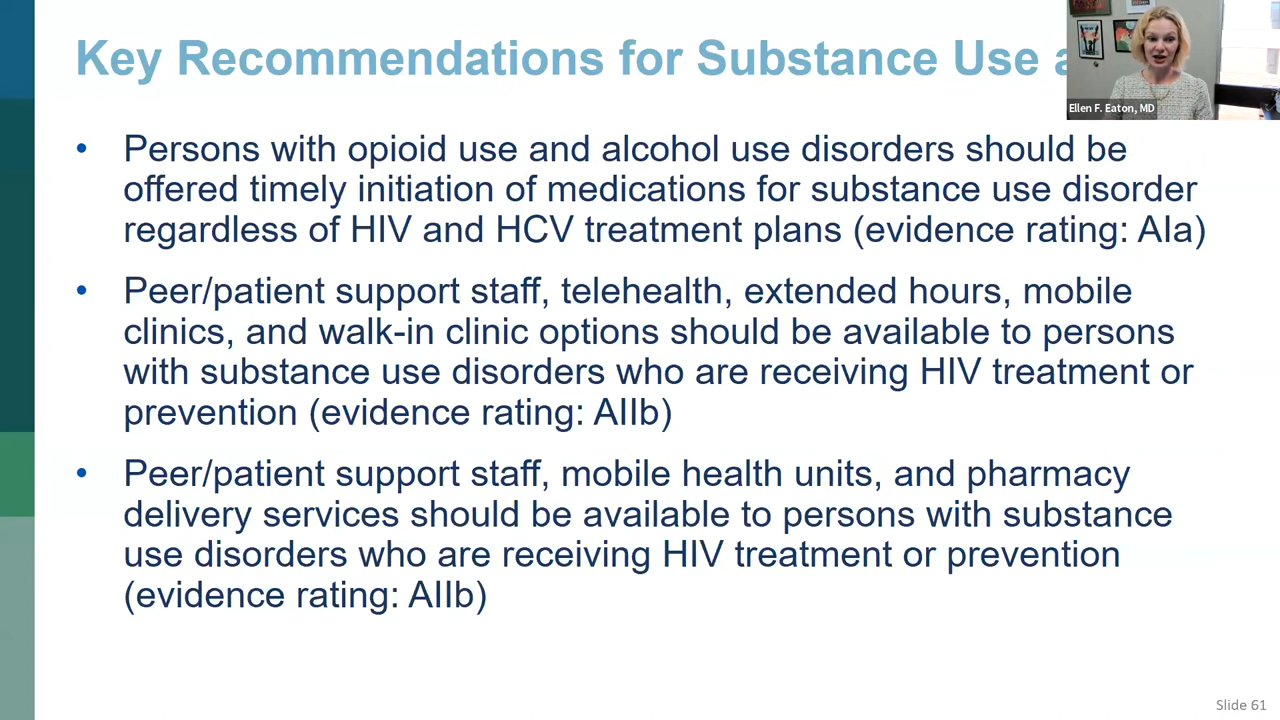 Key Recommendations for Substance Use
Ellen F. Eaton, MD
• Persons with opioid use and alcohol use disorders should be
offered timely initiation of medications for substance use disorder
regardless of HIV and HCV treatment plans (evidence rating: AIa)
• Peer/patient support staff, telehealth, extended hours, mobile
clinics, and walk-in clinic options should be available to persons
with substance use disorders who are receiving HIV treatment or
prevention (evidence rating: AIIb)
• Peer/patient support staff, mobile health units, and pharmacy
delivery services should be available to persons with substance
use disorders who are receiving HIV treatment or prevention
(evidence rating: AIIb)
Slide 61